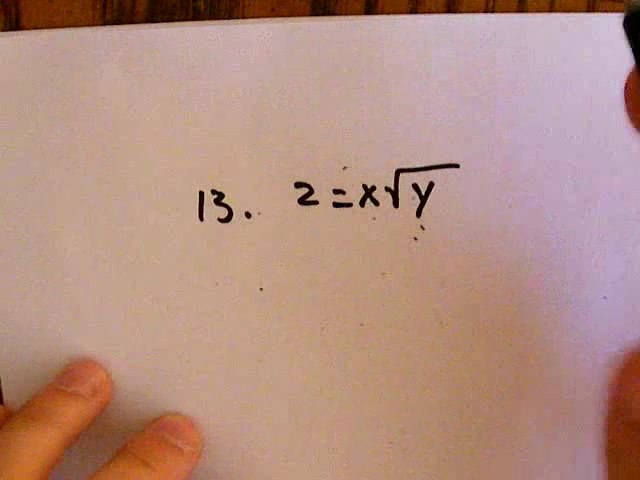 13. z = x√y